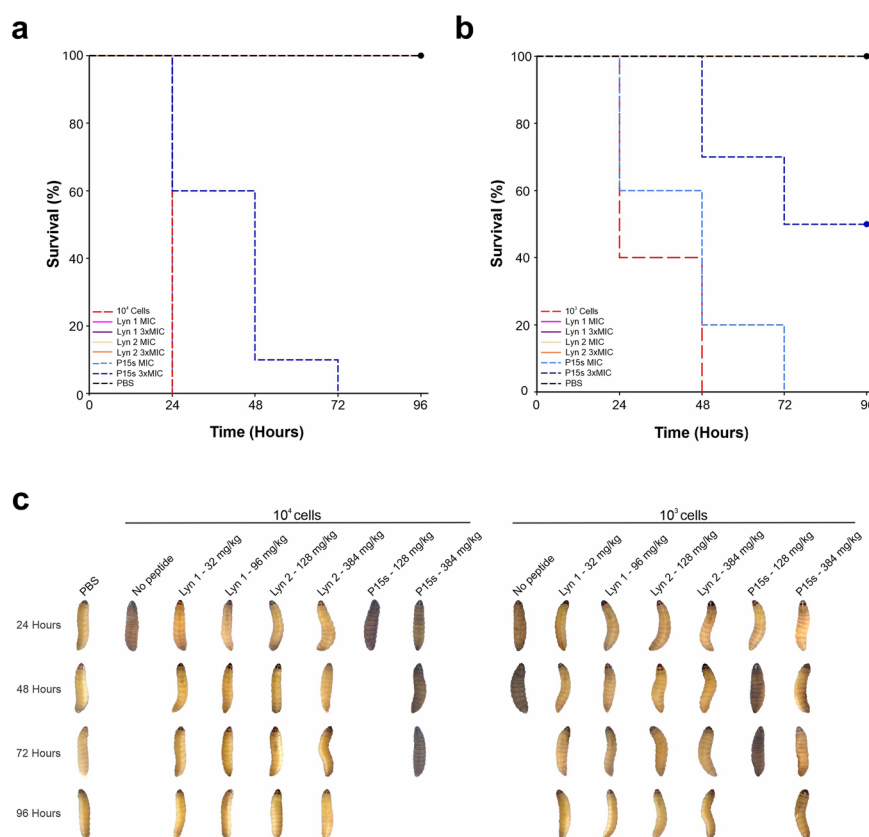 a
b
100
80
60
40
20
0
Survival (%)
10⁴ Cells
Lyn 1 MIC
Lyn 1 3xMIC
Lyn 2 MIC
Lyn 2 3xMIC
P15s MIC
P15s 3xMIC
PBS
0 24 48 72 96
Time (Hours)
100
80
60
40
20
0
Survival (%)
10³ Cells
Lyn 1 MIC
Lyn 1 3xMIC
Lyn 2 MIC
Lyn 2 3xMIC
P15s MIC
P15s 3xMIC
PBS
0 24 48 72 96
Time (Hours)
c
10⁴ cells
10³ cells
PBS
No peptide
Lyn 1 - 32 mg/kg
Lyn 1 - 96 mg/kg
Lyn 2 - 128 mg/kg
Lyn 2 - 384 mg/kg
P15s - 128 mg/kg
P15s - 384 mg/kg
No peptide
Lyn 1 - 32 mg/kg
Lyn 1 - 96 mg/kg
Lyn 2 - 128 mg/kg
Lyn 2 - 384 mg/kg
P15s - 128 mg/kg
P15s - 384 mg/kg
24 Hours
48 Hours
72 Hours
96 Hours